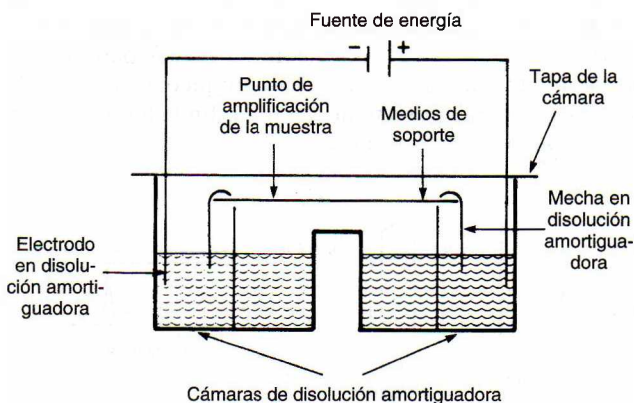 Fuente de energía
− +
Tapa de la
cámara
Punto de
amplificación
de la muestra
Medios de
soporte
Mecha en
disolución
amortigua-
dora
Electrodo
en disolu-
ción amorti-
guadora
Cámaras de disolución amortiguadora